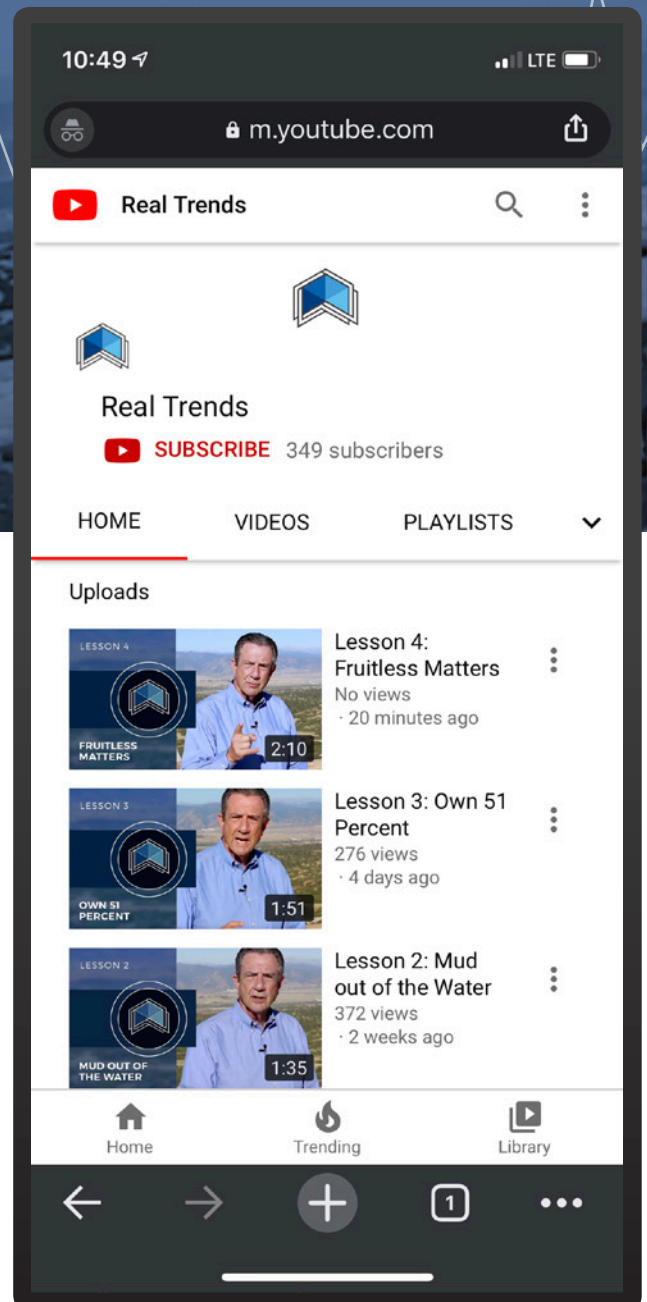 10:49
LTE
m.youtube.com
Real Trends
Real Trends
SUBSCRIBE 349 subscribers
HOME VIDEOS PLAYLISTS
Uploads
LESSON 4
FRUITLESS
MATTERS
2:10
Lesson 4:
Fruitless Matters
No views
· 20 minutes ago
LESSON 3
OWN 51
PERCENT
1:51
Lesson 3: Own 51
Percent
276 views
· 4 days ago
LESSON 2
MUD OUT OF
THE WATER
1:35
Lesson 2: Mud
out of the Water
372 views
· 2 weeks ago
Home Trending Library
1